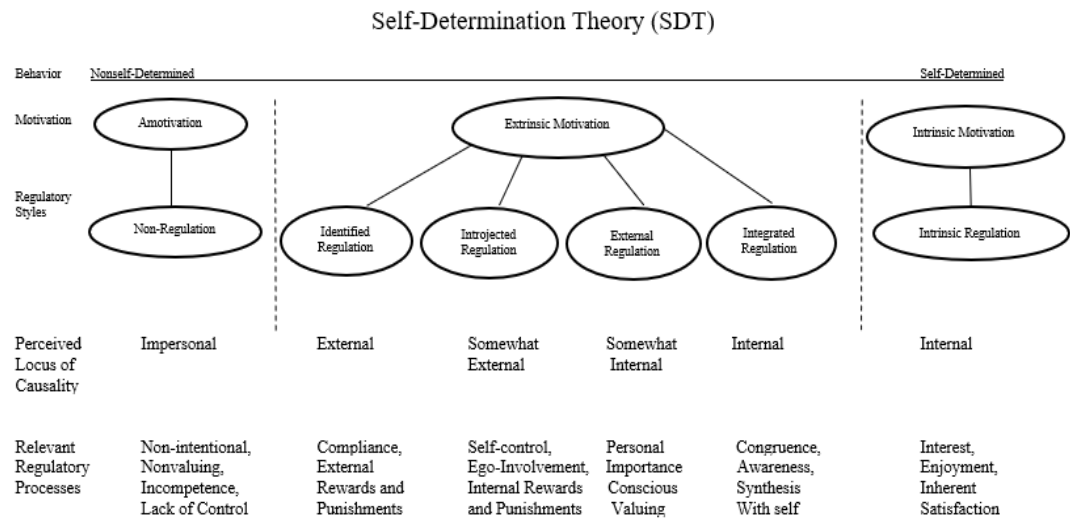 Self-Determination Theory (SDT)
Behavior Nonself-Determined Self-Determined
Motivation Amotivation Extrinsic Motivation Intrinsic Motivation
Regulatory
Styles
Non-Regulation
Identified
Regulation
Introjected
Regulation
External
Regulation
Integrated
Regulation
Intrinsic Regulation
Perceived
Locus of
Causality
Impersonal
External
Somewhat
External
Somewhat
Internal
Internal
Internal
Relevant
Regulatory
Processes
Non-intentional,
Nonvaluing,
Incompetence,
Lack of Control
Compliance,
External
Rewards and
Punishments
Self-control,
Ego-Involvement,
Internal Rewards
and Punishments
Personal
Importance
Conscious
Valuing
Congruence,
Awareness,
Synthesis
With self
Interest,
Enjoyment,
Inherent
Satisfaction